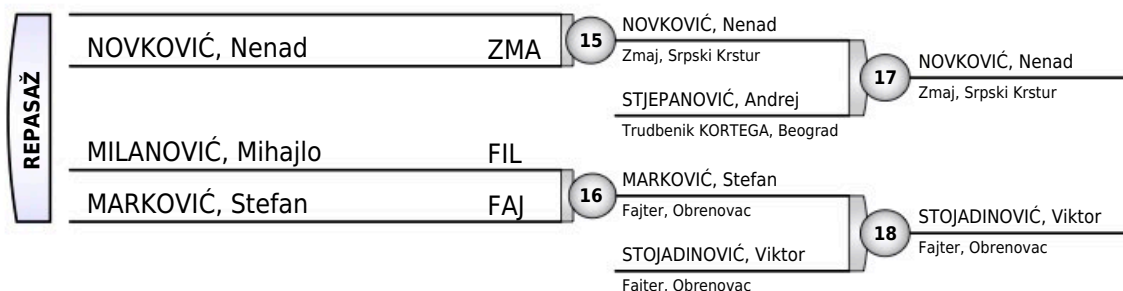 REPASAŽ
NOVKOVIĆ, Nenad ZMA
MILANOVIĆ, Mihajlo FIL
MARKOVIĆ, Stefan FAJ
15
16
NOVKOVIĆ, Nenad
Zmaj, Srpski Krstur
STJEPANOVIĆ, Andrej
Trudbenik KORTEGA, Beograd
MARKOVIĆ, Stefan
Fajter, Obrenovac
STOJADINOVIĆ, Viktor
Fajter, Obrenovac
17
18
NOVKOVIĆ, Nenad
Zmaj, Srpski Krstur
STOJADINOVIĆ, Viktor
Fajter, Obrenovac